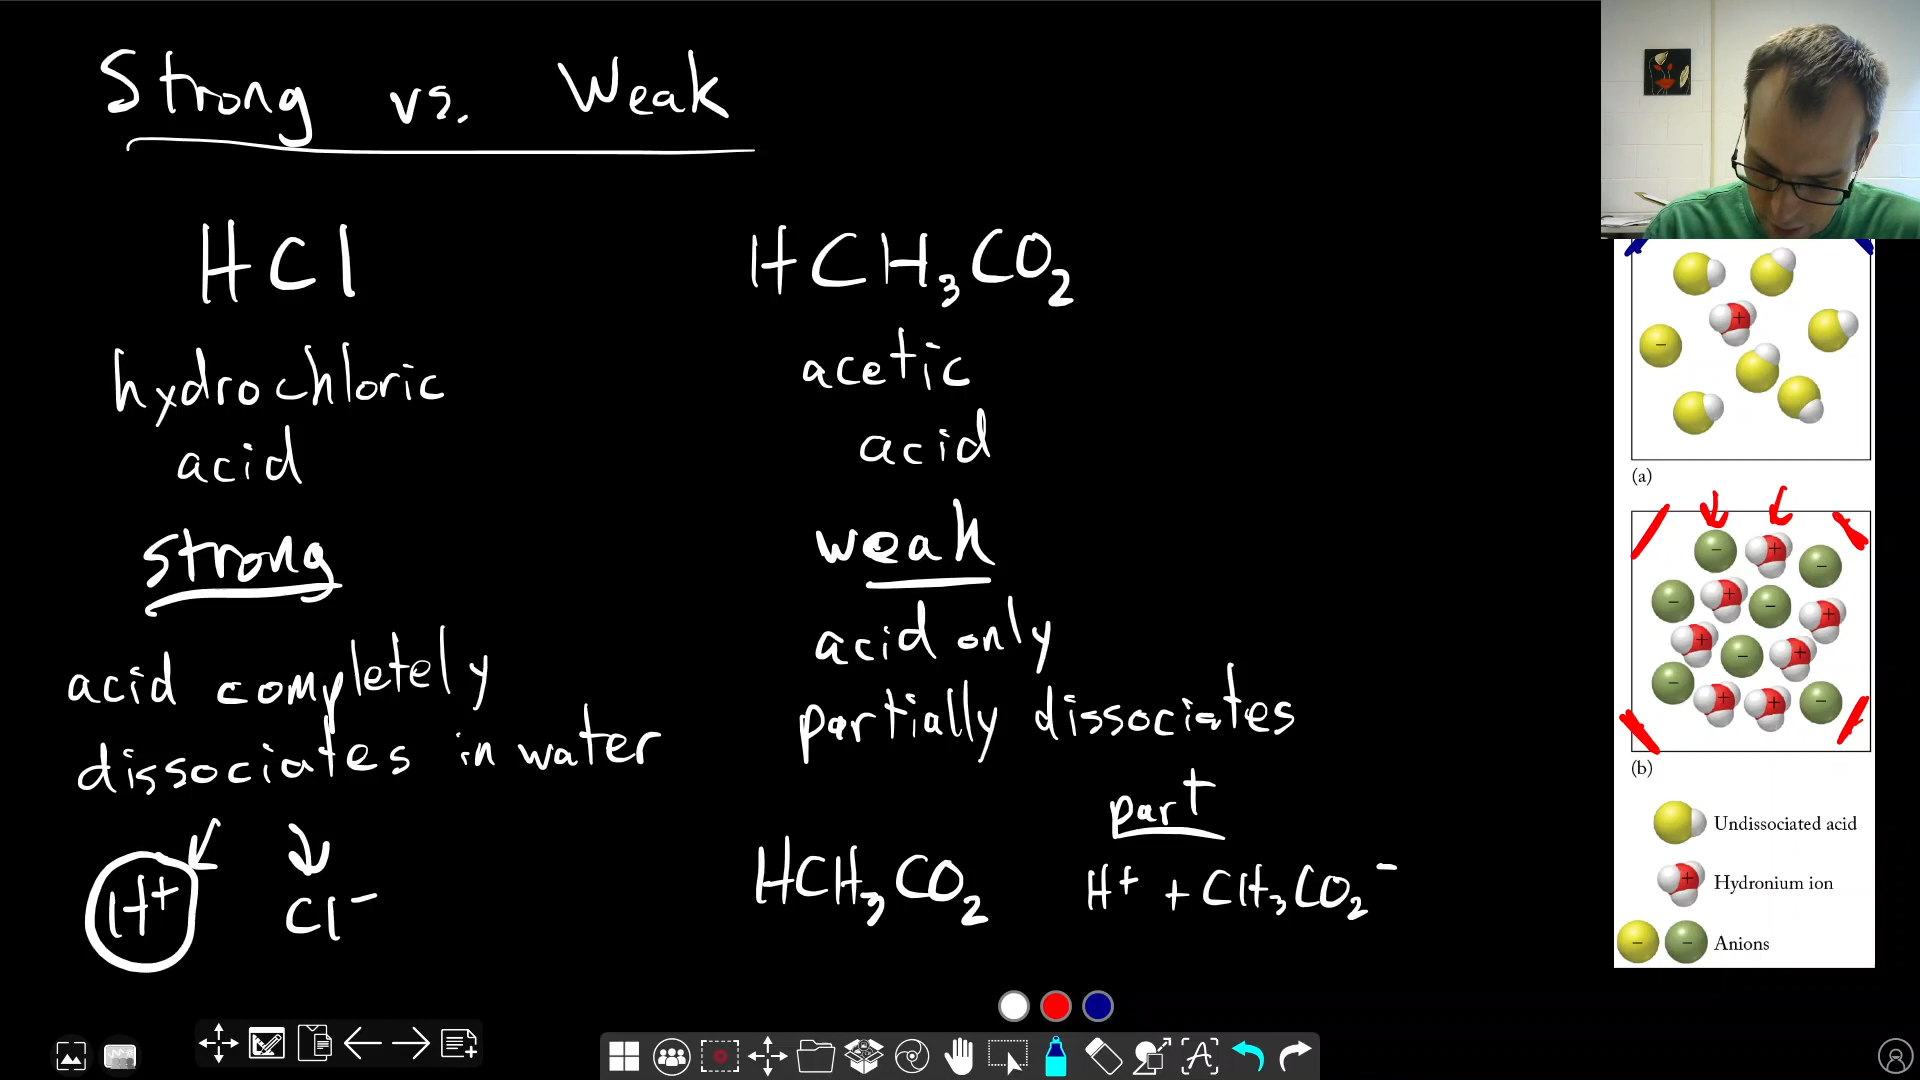 Strong vs. Weak
HCl
hydrochloric
acid
strong
acid completely
dissociates in water
H+ Cl−
HCH3CO2
acetic
acid
weak
acid only
partially dissociates
part
HCH3CO2 H+ + CH3CO2−
(a)
(b)
Undissociated acid
Hydronium ion
Anions